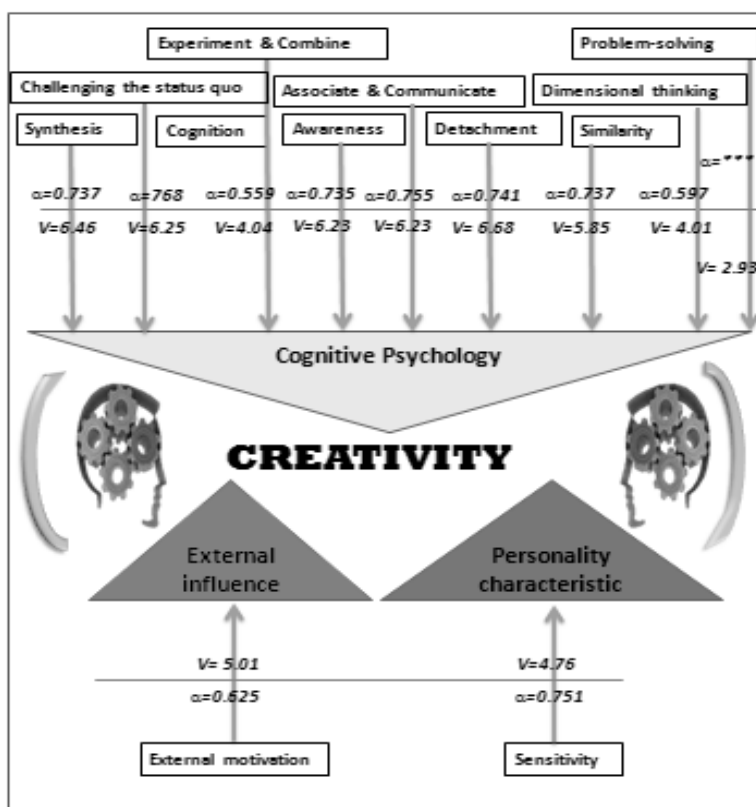 Experiment & Combine
Problem-solving
Challenging the status quo
Associate & Communicate
Dimensional thinking
Synthesis
Cognition
Awareness
Detachment
Similarity
α=***
α=0.737
α=768
α=0.559
α=0.735
α=0.755
α=0.741
α=0.737
α=0.597
V=6.46
V=6.25
V=4.04
V=6.23
V=6.23
V= 6.68
V=5.85
V= 4.01
V= 2.93
Cognitive Psychology
CREATIVITY
External
influence
Personality
characteristic
V= 5.01
V=4.76
α=0.625
α=0.751
External motivation
Sensitivity